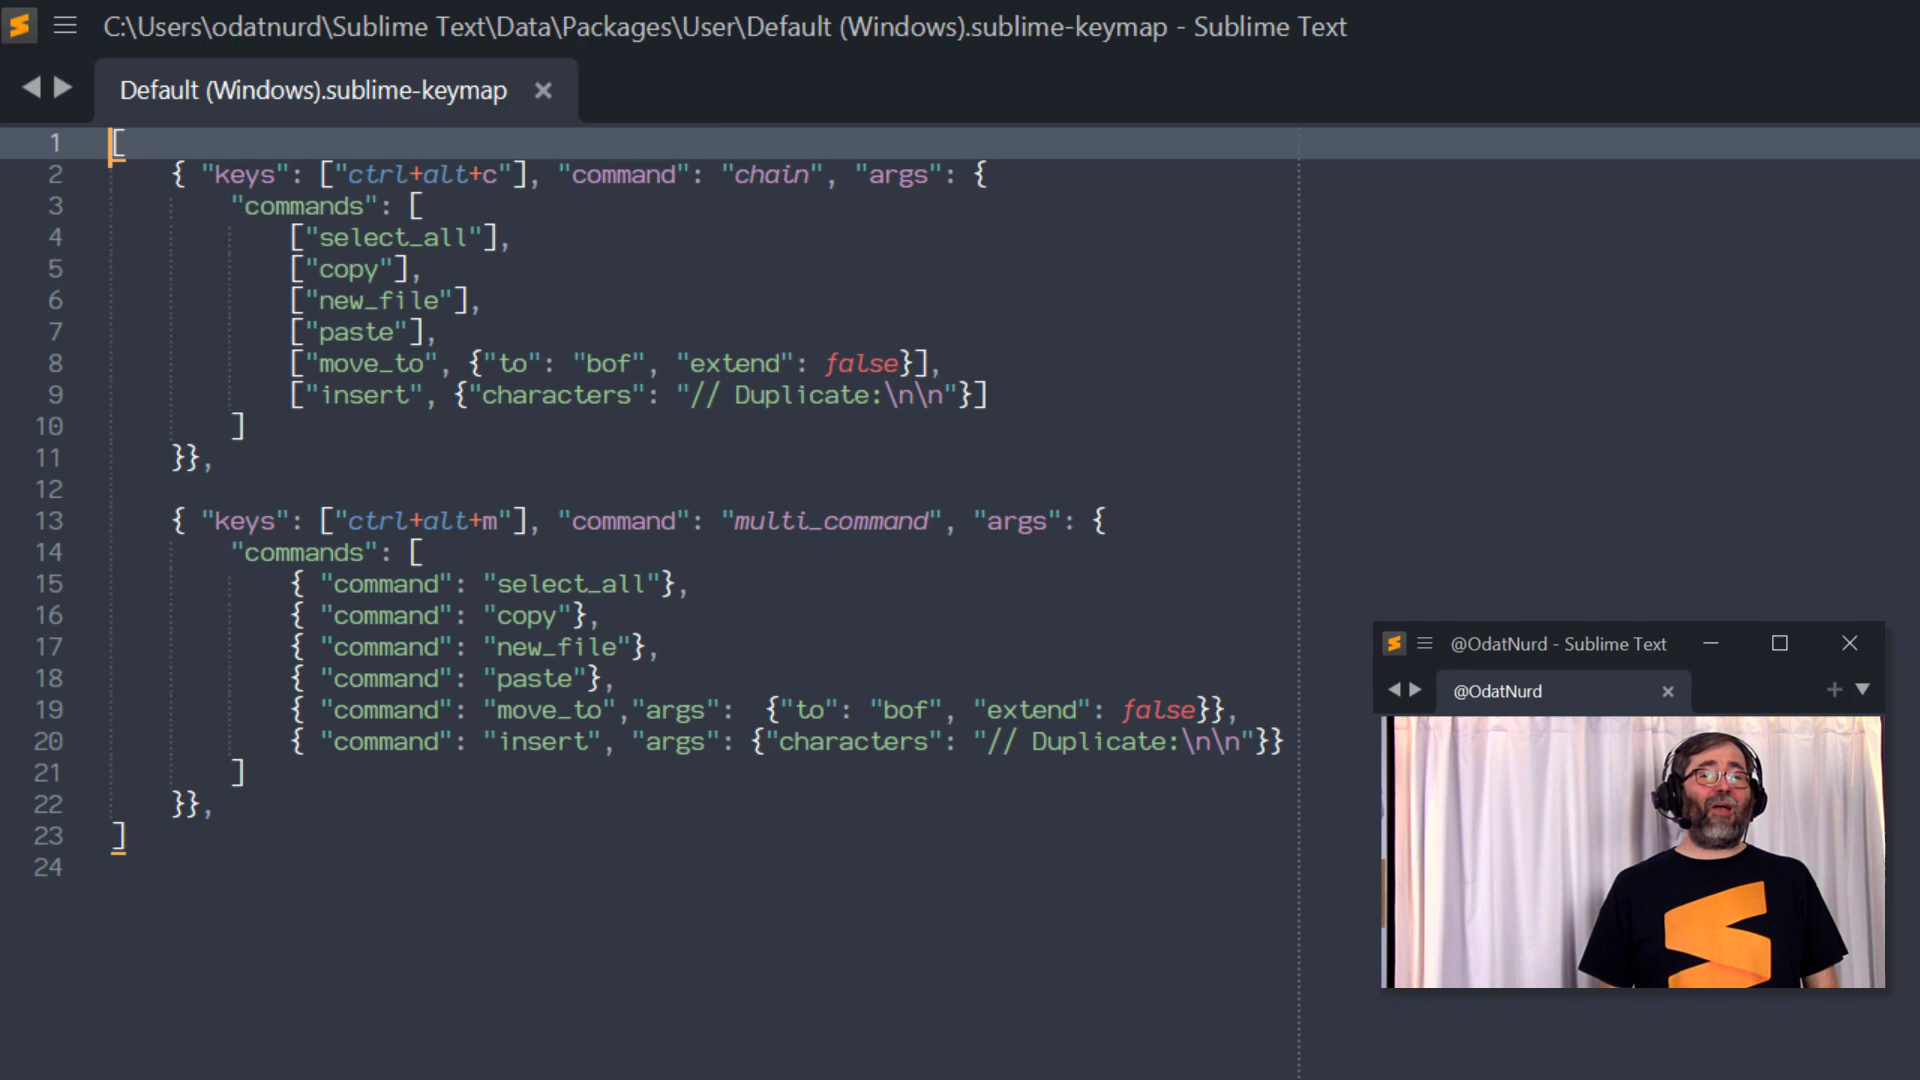 C:\Users\odatnurd\Sublime Text\Data\Packages\User\Default (Windows).sublime-keymap - Sublime Text
Default (Windows).sublime-keymap
1 [
2 { "keys": ["ctrl+alt+c"], "command": "chain", "args": {
3 "commands": [
4 ["select_all"],
5 ["copy"],
6 ["new_file"],
7 ["paste"],
8 ["move_to", {"to": "bof", "extend": false}],
9 ["insert", {"characters": "// Duplicate:\n\n"}]
10 ]
11 }},
12
13 { "keys": ["ctrl+alt+m"], "command": "multi_command", "args": {
14 "commands": [
15 { "command": "select_all"},
16 { "command": "copy"},
17 { "command": "new_file"},
18 { "command": "paste"},
19 { "command": "move_to","args":  {"to": "bof", "extend": false}},
20 { "command": "insert", "args": {"characters": "// Duplicate:\n\n"}}
21 ]
22 }},
23 ]
24
@OdatNurd - Sublime Text
@OdatNurd